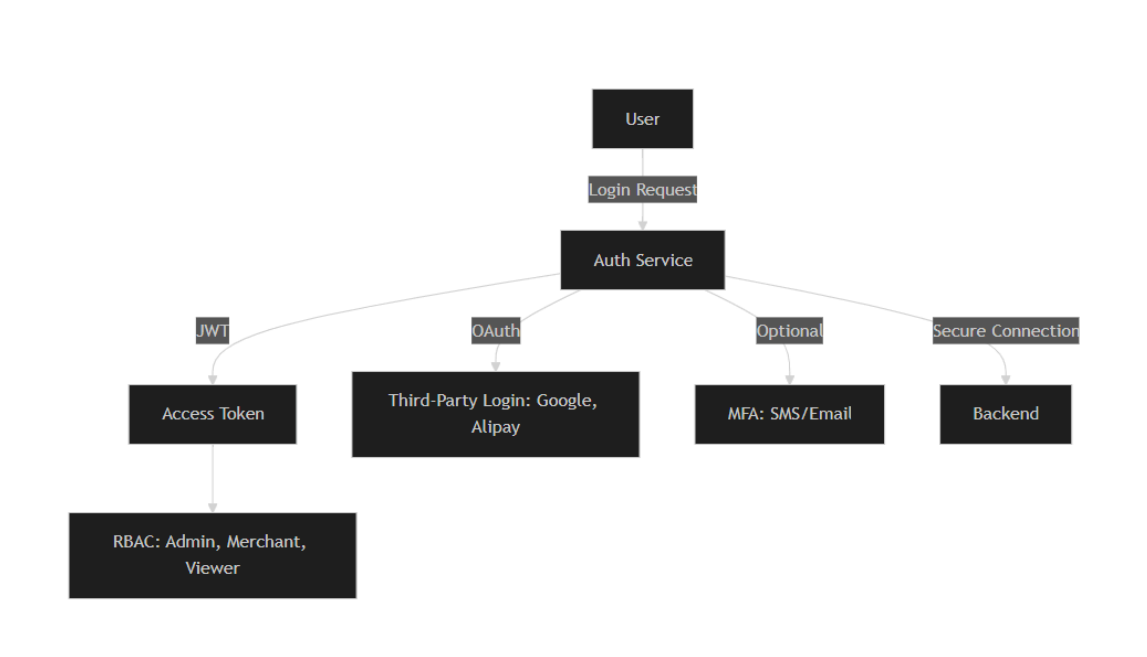 User
Login Request
Auth Service
JWT
OAuth
Optional
Secure Connection
Access Token
Third-Party Login: Google,
Alipay
MFA: SMS/Email
Backend
RBAC: Admin, Merchant,
Viewer